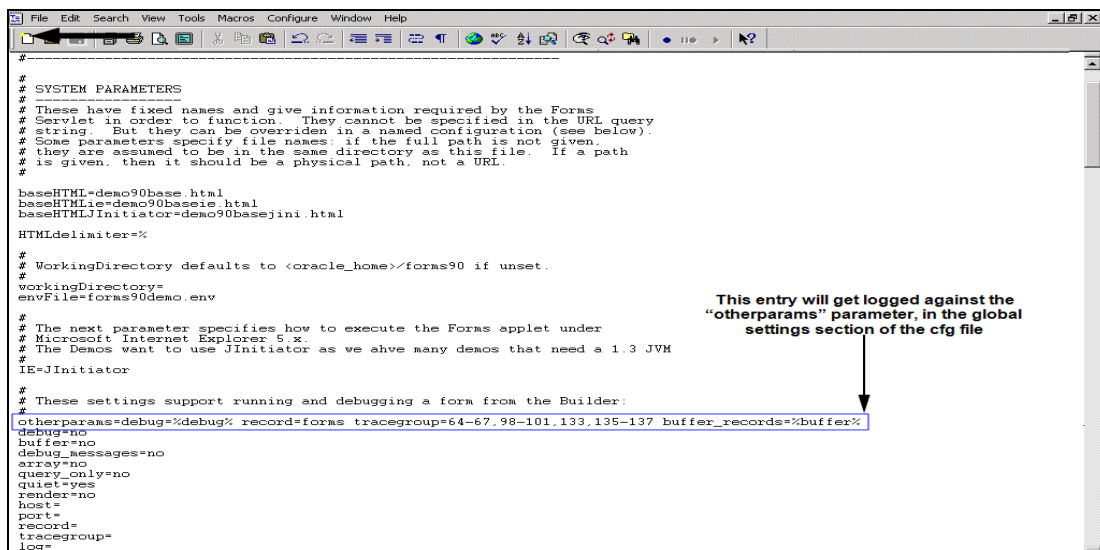 File Edit Search View Tools Macros Configure Window Help
#---------------------------------------------------------------
#
# SYSTEM PARAMETERS
# -----------------
# These have fixed names and give information required by the Forms
# Servlet in order to function. They cannot be specified in the URL query
# string. But they can be overriden in a named configuration (see below).
# Some parameters specify file names: if the full path is not given,
# they are assumed to be in the same directory as this file. If a path
# is given, then it should be a physical path, not a URL.
#
baseHTML=demo90base.html
baseHTMLie=demo90baseie.html
baseHTMLJInitiator=demo90basejini.html
HTMLdelimiter=%
#
# WorkingDirectory defaults to <oracle_home>/forms90 if unset.
#
workingDirectory=
envFile=forms90demo.env
This entry will get logged against the
“otherparams” parameter, in the global
settings section of the cfg file
#
# The next parameter specifies how to execute the Forms applet under
# Microsoft Internet Explorer 5.x.
# The Demos want to use JInitiator as we ahve many demos that need a 1.3 JVM
#
IE=JInitiator
#
# These settings support running and debugging a form from the Builder:
#
otherparams=debug=%debug% record=forms tracegroup=64-67,98-101,133,135-137 buffer_records=%buffer%
debug=no
buffer=no
debug_messages=no
array=no
query_only=no
quiet=yes
render=no
host=
port=
record=
tracegroup=
log=